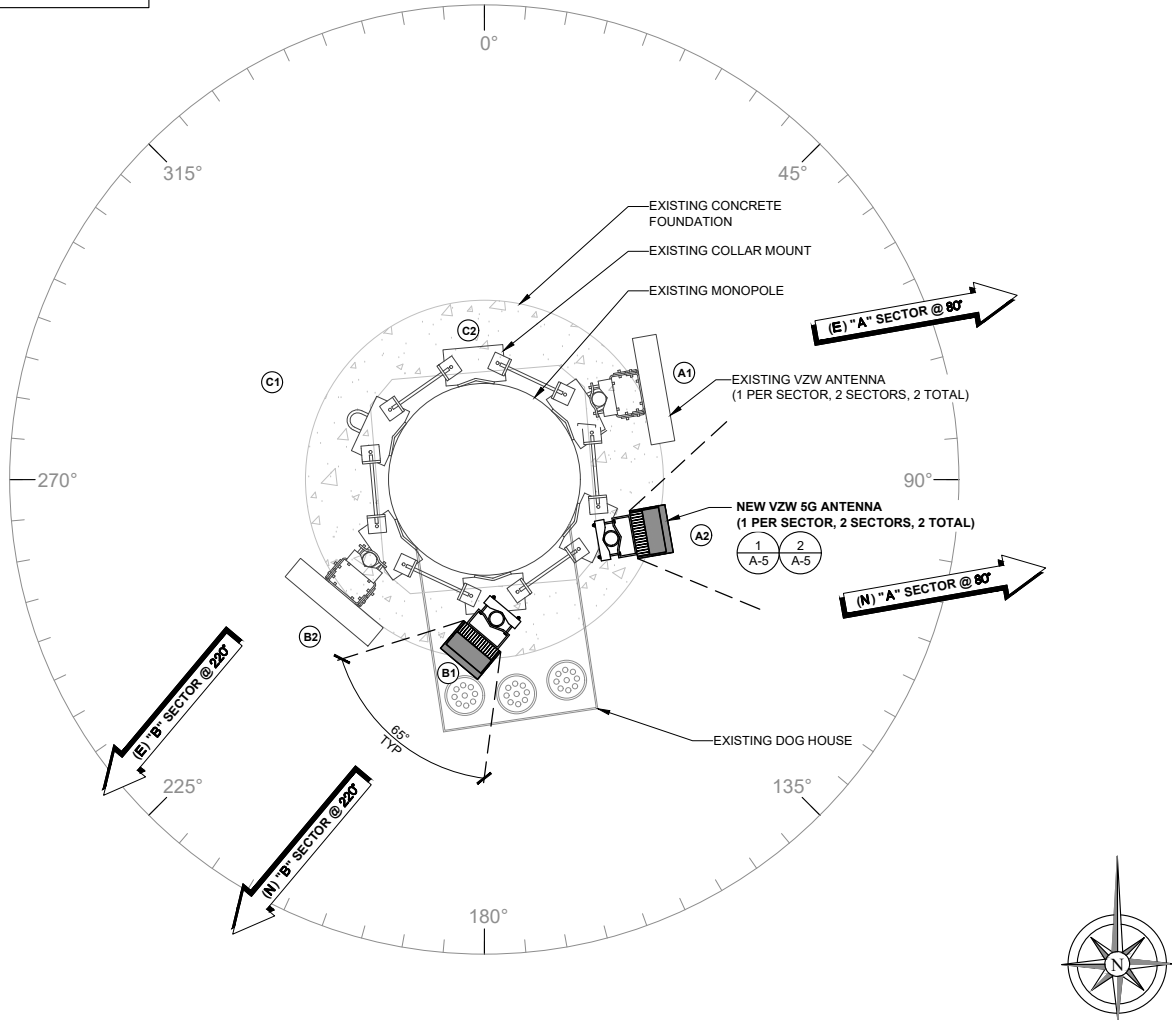 0°
315°
45°
EXISTING CONCRETE
FOUNDATION
EXISTING COLLAR MOUNT
EXISTING MONOPOLE
(E) "A" SECTOR @ 80°
C2
C1
A1
EXISTING VZW ANTENNA
(1 PER SECTOR, 2 SECTORS, 2 TOTAL)
270°
90°
NEW VZW 5G ANTENNA
(1 PER SECTOR, 2 SECTORS, 2 TOTAL)
A2
1
A-5
2
A-5
(N) "A" SECTOR @ 80°
B2
B1
(E) "B" SECTOR @ 220°
65°
TYP
EXISTING DOG HOUSE
225°
135°
(N) "B" SECTOR @ 220°
180°
N